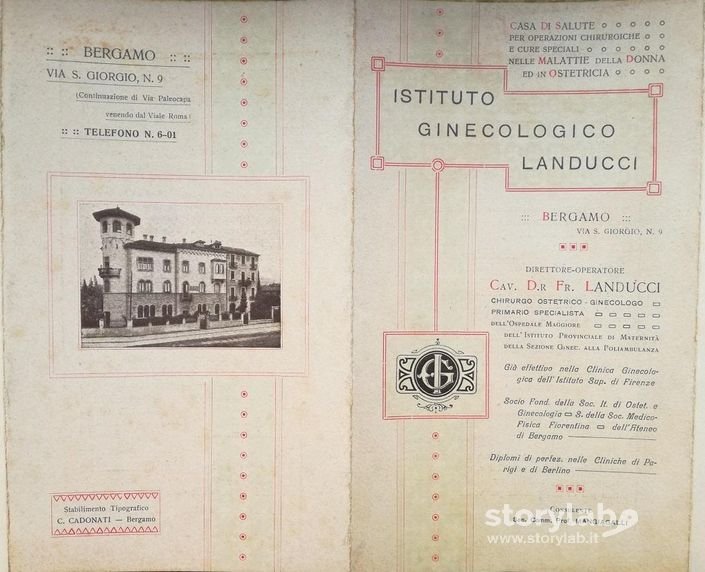 BERGAMO
VIA S. GIORGIO, N. 9
(Continuazione di Via Paleocapa
venendo dal Viale Roma)
TELEFONO N. 6-01
Stabilimento Tipografico
C. CADONATI — Bergamo
CASA DI SALUTE
PER OPERAZIONI CHIRURGICHE
E CURE SPECIALI
NELLE MALATTIE DELLA DONNA
ED IN OSTETRICIA
ISTITUTO
GINECOLOGICO
LANDUCCI
BERGAMO
VIA S. GIORGIO, N. 9
DIRETTORE-OPERATORE
CAV. D.R FR. LANDUCCI
CHIRURGO OSTETRICO-GINECOLOGO
PRIMARIO SPECIALISTA
DELL'OSPEDALE MAGGIORE
DELL'ISTITUTO PROVINCIALE DI MATERNITÀ
DELLA SEZIONE GINEC. ALLA POLIAMBULANZA
Già effettivo nella Clinica Ginecolo-
gica dell'Istituto Sup. di Firenze
Socio Fond. della Soc. It. di Ostet. e
Ginecologia S. della Soc. Medico-
Fisica Fiorentina dell'Ateneo
di Bergamo
Diplomi di perfez. nelle Cliniche di Pa-
rigi e di Berlino
CONSULENTE
Comm. Prof. MANGIAGALLI
storylab
www.storylab.it